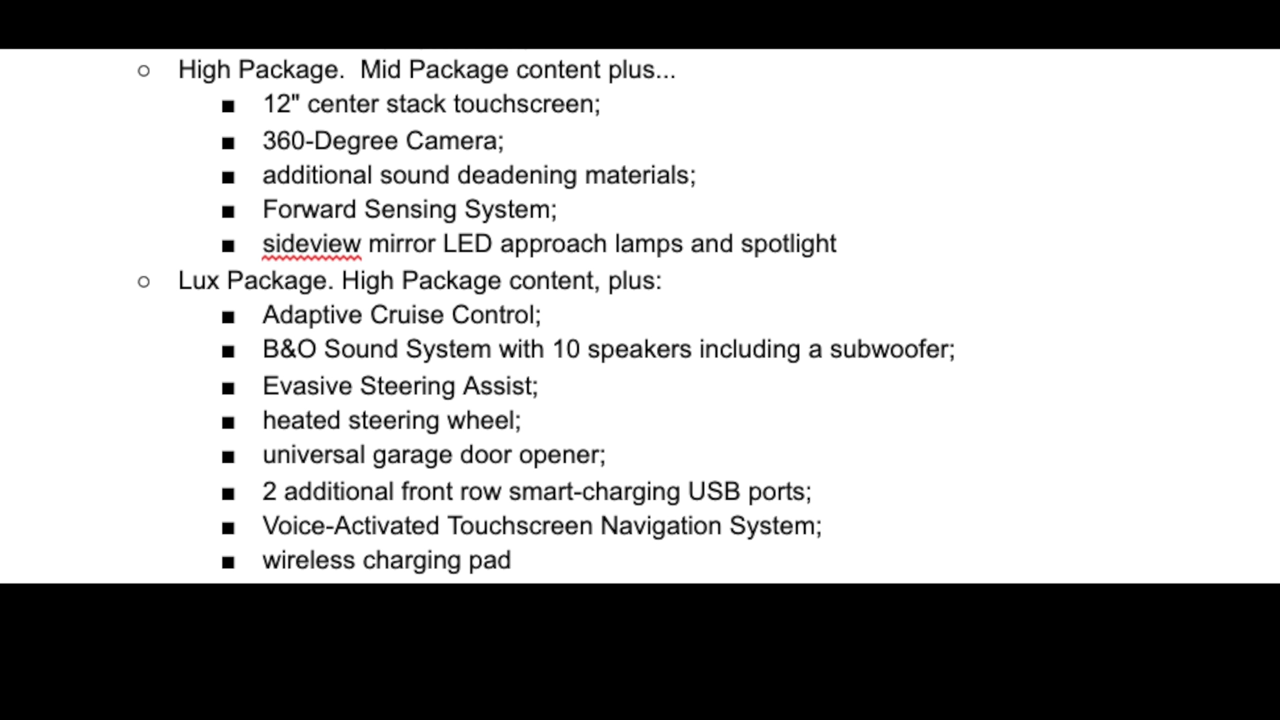 ○ High Package.  Mid Package content plus...
■ 12" center stack touchscreen;
■ 360-Degree Camera;
■ additional sound deadening materials;
■ Forward Sensing System;
■ sideview mirror LED approach lamps and spotlight
○ Lux Package. High Package content, plus:
■ Adaptive Cruise Control;
■ B&O Sound System with 10 speakers including a subwoofer;
■ Evasive Steering Assist;
■ heated steering wheel;
■ universal garage door opener;
■ 2 additional front row smart-charging USB ports;
■ Voice-Activated Touchscreen Navigation System;
■ wireless charging pad